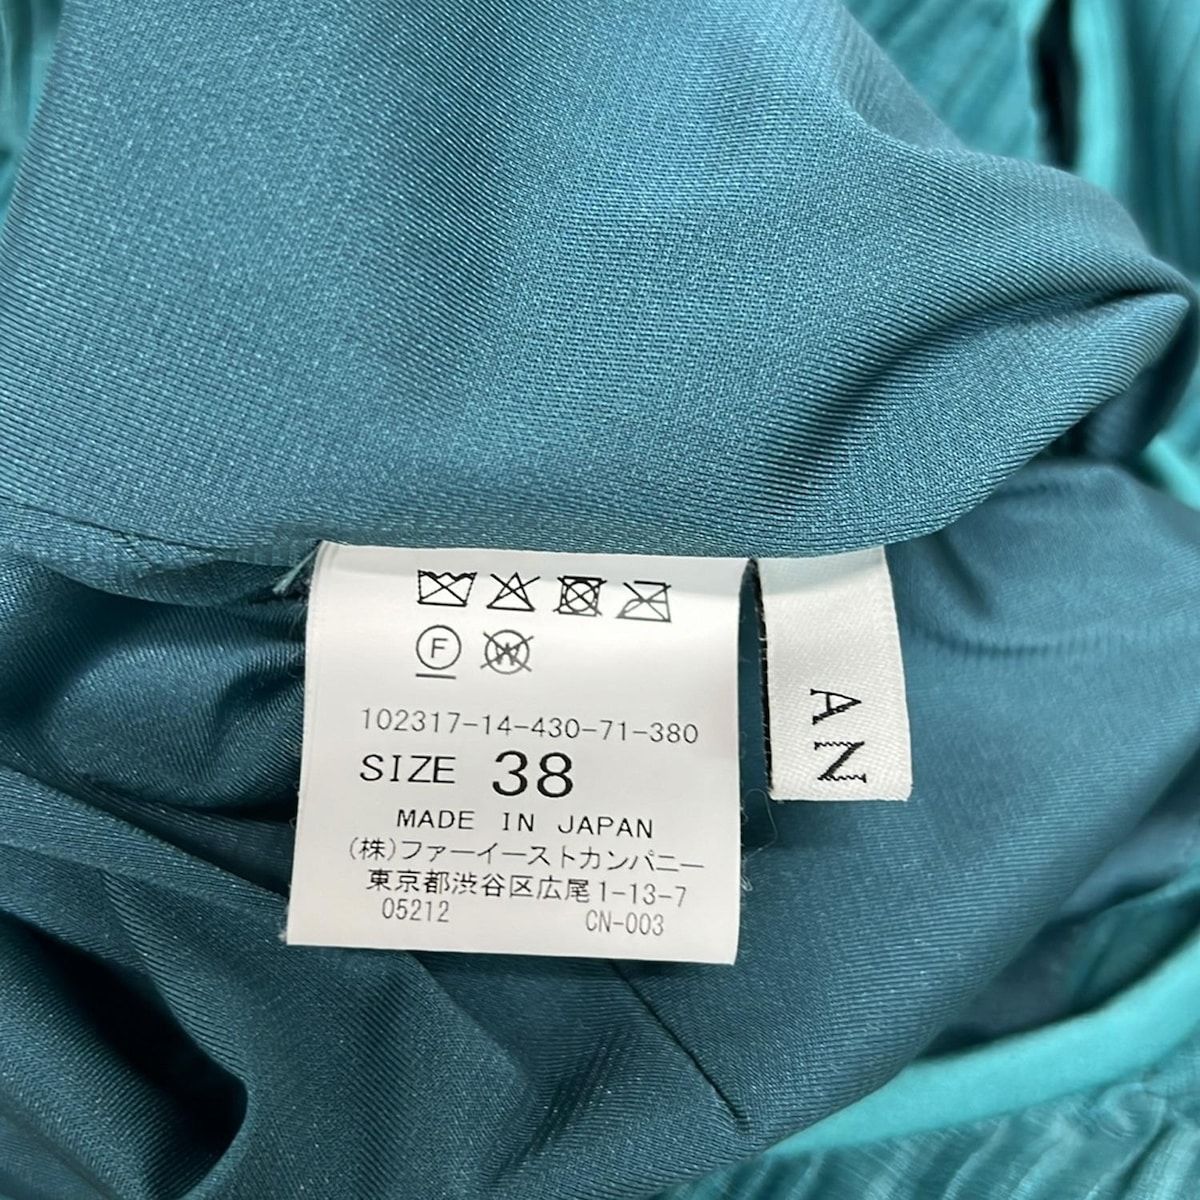 F W
102317-14-430-71-380
SIZE 38
MADE IN JAPAN
(株)ファーイーストカンパニー
東京都渋谷区広尾1-13-7
05212 CN-003
AN